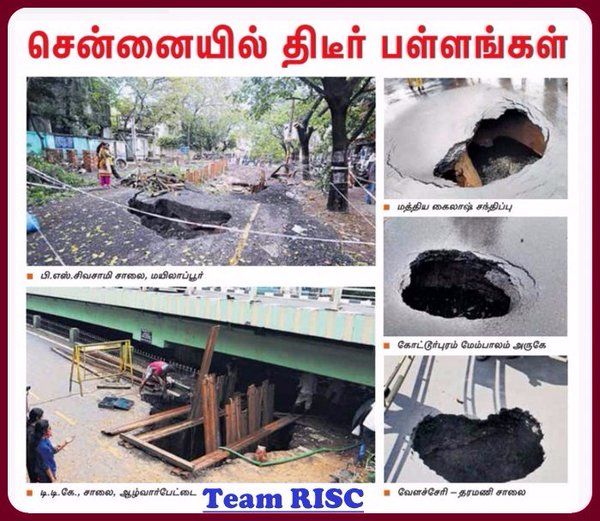 சென்னையில் திடீர் பள்ளங்கள்
பி.எஸ்.சிவசாமி சாலை, மயிலாப்பூர்
மத்திய கைலாஷ் சந்திப்பு
கோட்டூர்புரம் மேம்பாலம் அருகே
டி.டி.கே., சாலை, ஆழ்வார்பேட்டை
வேளச்சேரி – தரமணி சாலை
Team RISC